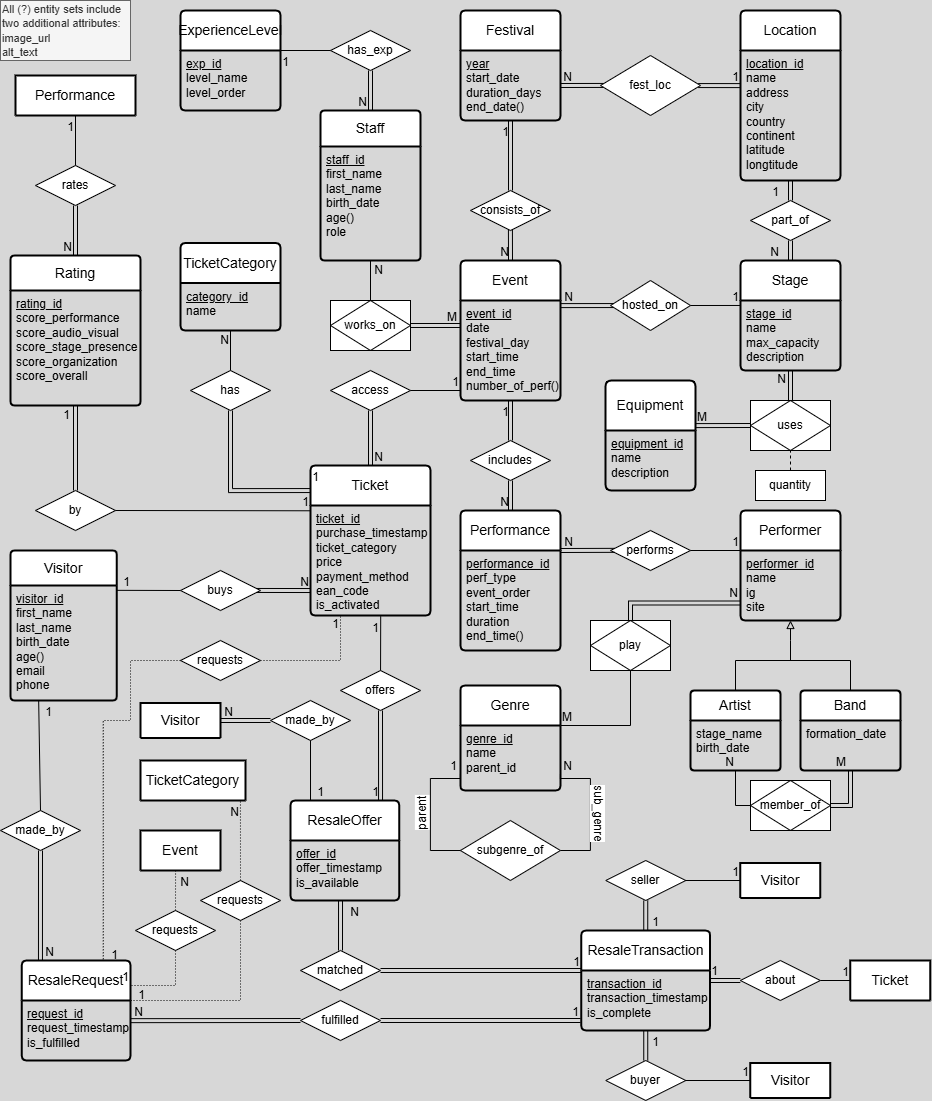 All (?) entity sets include
two additional attributes:
image_url
alt_text
ExperienceLevel
exp_id
level_name
level_order
1
has_exp
N
Staff
staff_id
first_name
last_name
birth_date
age()
role
N
Festival
year
start_date
duration_days
end_date()
N
fest_loc
1
Location
location_id
name
address
city
country
continent
latitude
longtitude
1
part_of
N
1
consists_of
N
Performance
1
rates
N
Rating
rating_id
score_performance
score_audio_visual
score_stage_presence
score_organization
score_overall
1
by
1
TicketCategory
category_id
name
N
has
1
works_on
M
Event
event_id
date
festival_day
start_time
end_time
number_of_perf()
N
hosted_on
1
Stage
stage_id
name
max_capacity
description
N
access
1
N
1
includes
N
Equipment
equipment_id
name
description
M
uses
quantity
Ticket
ticket_id
purchase_timestamp
ticket_category
price
payment_method
ean_code
is_activated
Performance
performance_id
perf_type
event_order
start_time
duration
end_time()
N
performs
1
Performer
performer_id
name
ig
site
N
play
M
Visitor
visitor_id
first_name
last_name
birth_date
age()
email
phone
1
buys
N
1
requests
1
1
offers
1
Visitor
N
made_by
1
Genre
genre_id
name
parent_id
1
N
parent
sub_genre
subgenre_of
Artist
stage_name
birth_date
N
Band
formation_date
M
member_of
1
made_by
N
TicketCategory
N
requests
1
Event
N
requests
1
ResaleOffer
offer_id
offer_timestamp
is_available
N
matched
1
seller
1
Visitor
1
ResaleTransaction
transaction_id
transaction_timestamp
is_complete
1
about
1
Ticket
ResaleRequest
request_id
request_timestamp
is_fulfilled
N
fulfilled
1
1
buyer
1
Visitor